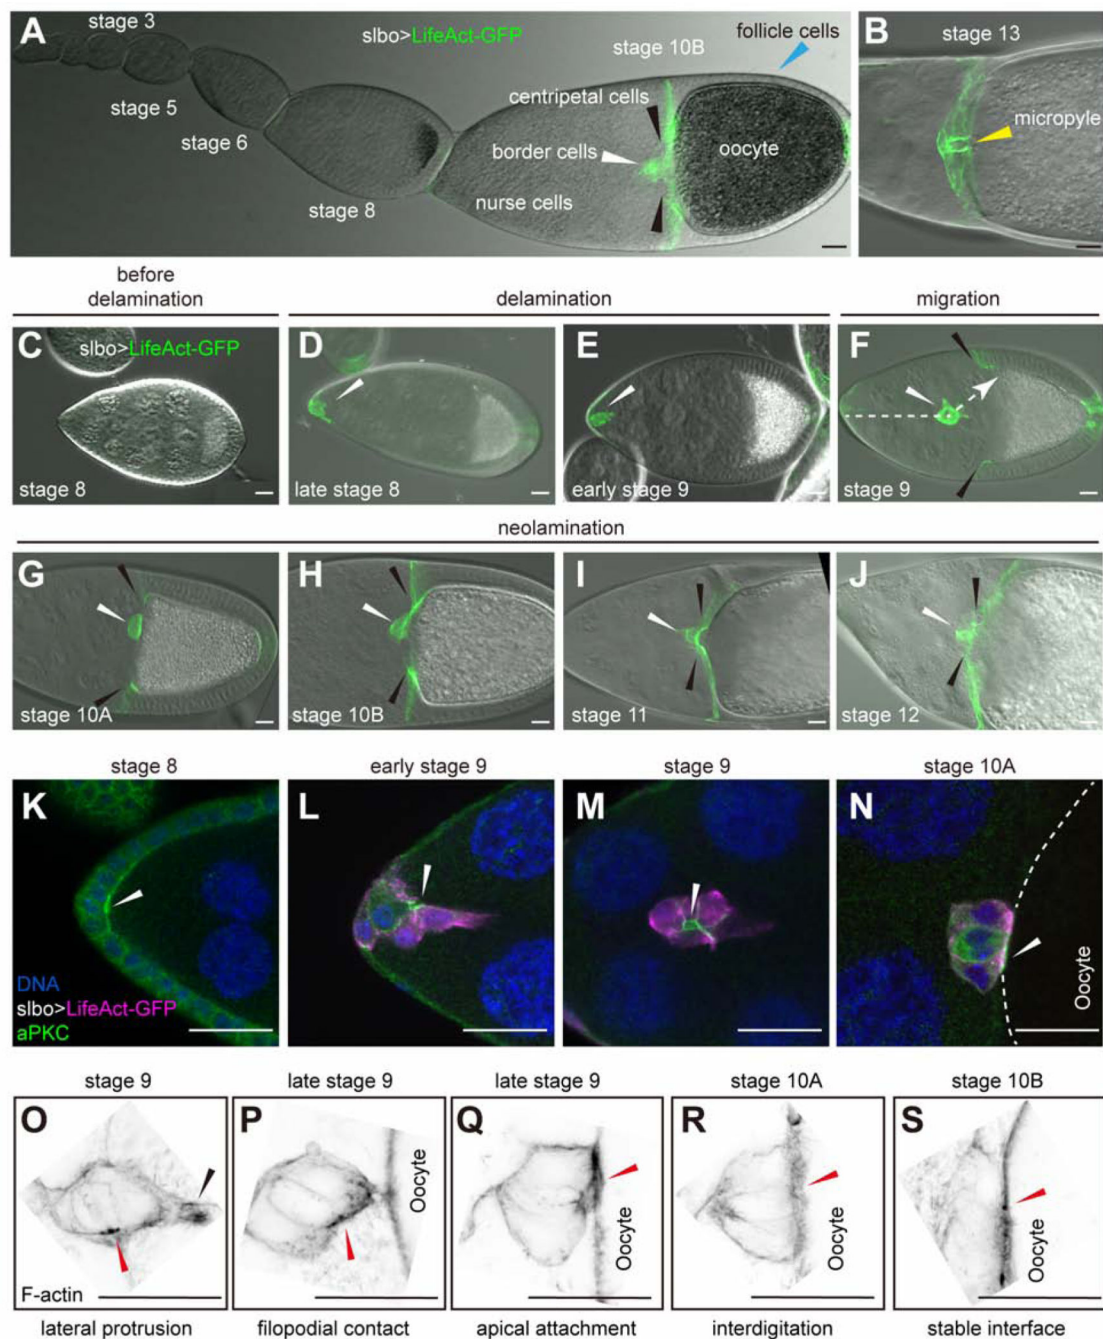 A
stage 3
slbo>LifeAct-GFP
stage 10B
follicle cells
stage 5
centripetal cells
stage 6
border cells
oocyte
stage 8
nurse cells
B
stage 13
micropyle
before
delamination
delamination
migration
C
slbo>LifeAct-GFP
stage 8
D
late stage 8
E
early stage 9
F
stage 9
neolamination
G
stage 10A
H
stage 10B
I
stage 11
J
stage 12
stage 8
early stage 9
stage 9
stage 10A
K
DNA
slbo>LifeAct-GFP
aPKC
L
M
N
Oocyte
stage 9
late stage 9
late stage 9
stage 10A
stage 10B
O
F-actin
P
Oocyte
Q
Oocyte
R
Oocyte
S
Oocyte
lateral protrusion
filopodial contact
apical attachment
interdigitation
stable interface